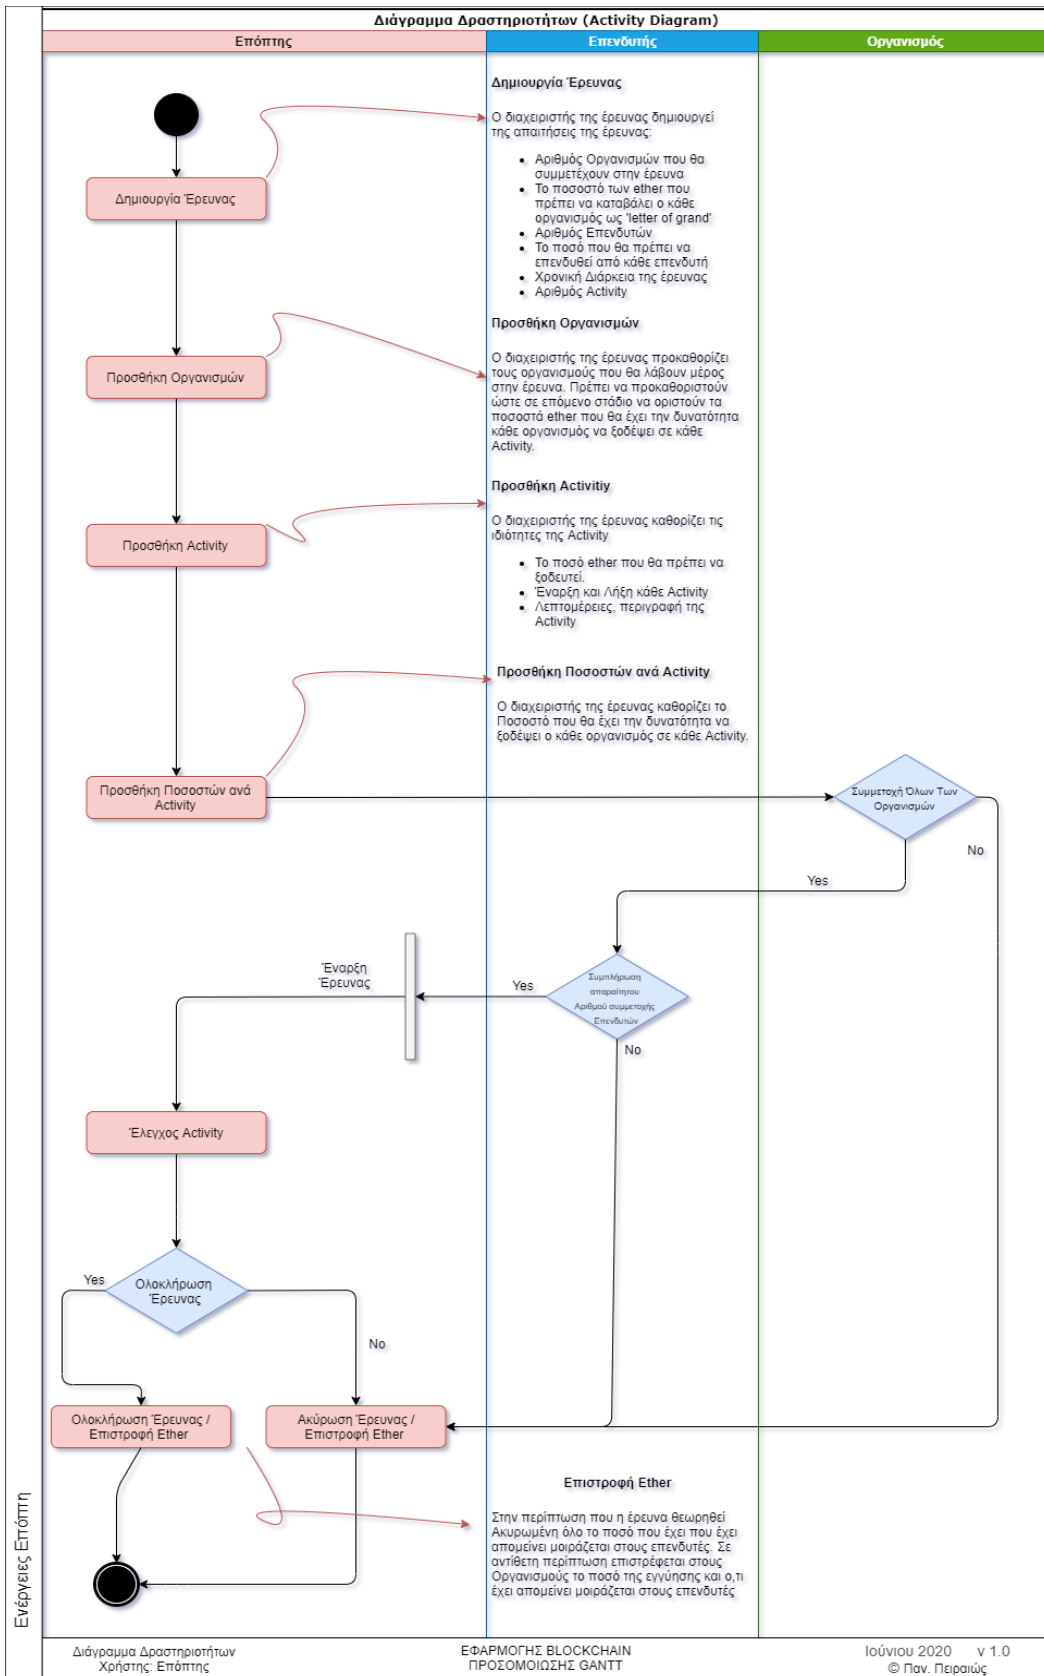 Διάγραμμα Δραστηριοτήτων (Activity Diagram)
Επόπτης
Επενδυτής
Οργανισμός
Δημιουργία Έρευνας
Ο διαχειριστής της έρευνας δημιουργεί
της απαιτήσεις της έρευνας:
Αριθμός Οργανισμών που θα
συμμετέχουν στην έρευνα
Το ποσοστό των ether που
πρέπει να καταβάλει ο κάθε
οργανισμός ως 'letter of grand'
Αριθμός Επενδυτών
Το ποσό που θα πρέπει να
επενδυθεί από κάθε επενδυτή
Χρονική Διάρκεια της έρευνας
Αριθμός Activity
Δημιουργία Έρευνας
Προσθήκη Οργανισμών
Ο διαχειριστής της έρευνας προκαθορίζει
τους οργανισμούς που θα λάβουν μέρος
στην έρευνα. Πρέπει να προκαθοριστούν
ώστε σε επόμενο στάδιο να οριστούν τα
ποσοστά ether που θα έχει την δυνατότητα
κάθε οργανισμός να ξοδέψει σε κάθε
Activity.
Προσθήκη Οργανισμών
Προσθήκη Activitiy
Ο διαχειριστής της έρευνας καθορίζει τις
ιδιότητες της Activity
Το ποσό ether που θα πρέπει να
ξοδευτεί.
Έναρξη και Λήξη κάθε Activity
Λεπτομέρειες, περιγραφή της
Activity
Προσθήκη Activity
Προσθήκη Ποσοστών ανά Activity
Ο διαχειριστής της έρευνας καθορίζει το
Ποσοστό που θα έχει την δυνατότητα να
ξοδέψει ο κάθε οργανισμός σε κάθε Activity.
Προσθήκη Ποσοστών ανά
Activity
Συμμετοχή Όλων Των
Οργανισμών
No
Yes
Συμπλήρωση
απαραίτητου
Αριθμού συμμετοχής
Επενδυτών
Yes
No
Έναρξη
Έρευνας
Έλεγχος Activity
Ολοκλήρωση
Έρευνας
Yes
No
Ολοκλήρωση Έρευνας /
Επιστροφή Ether
Ακύρωση Έρευνας /
Επιστροφή Ether
Επιστροφή Ether
Στην περίπτωση που η έρευνα θεωρηθεί
Ακυρωμένη όλο το ποσό που έχει που έχει
απομείνει μοιράζεται στους επενδυτές. Σε
αντίθετη περίπτωση επιστρέφεται στους
Οργανισμούς το ποσό της εγγύησης και ο,τι
έχει απομείνει μοιράζεται στους επενδυτές
Ενέργειες Επόπτη
Διάγραμμα Δραστηριοτήτων
Χρήστης: Επόπτης
ΕΦΑΡΜΟΓΗΣ BLOCKCHAIN
ΠΡΟΣΟΜΟΙΩΣΗΣ GANTT
Ιούνιου 2020 v 1.0
© Παν. Πειραιώς